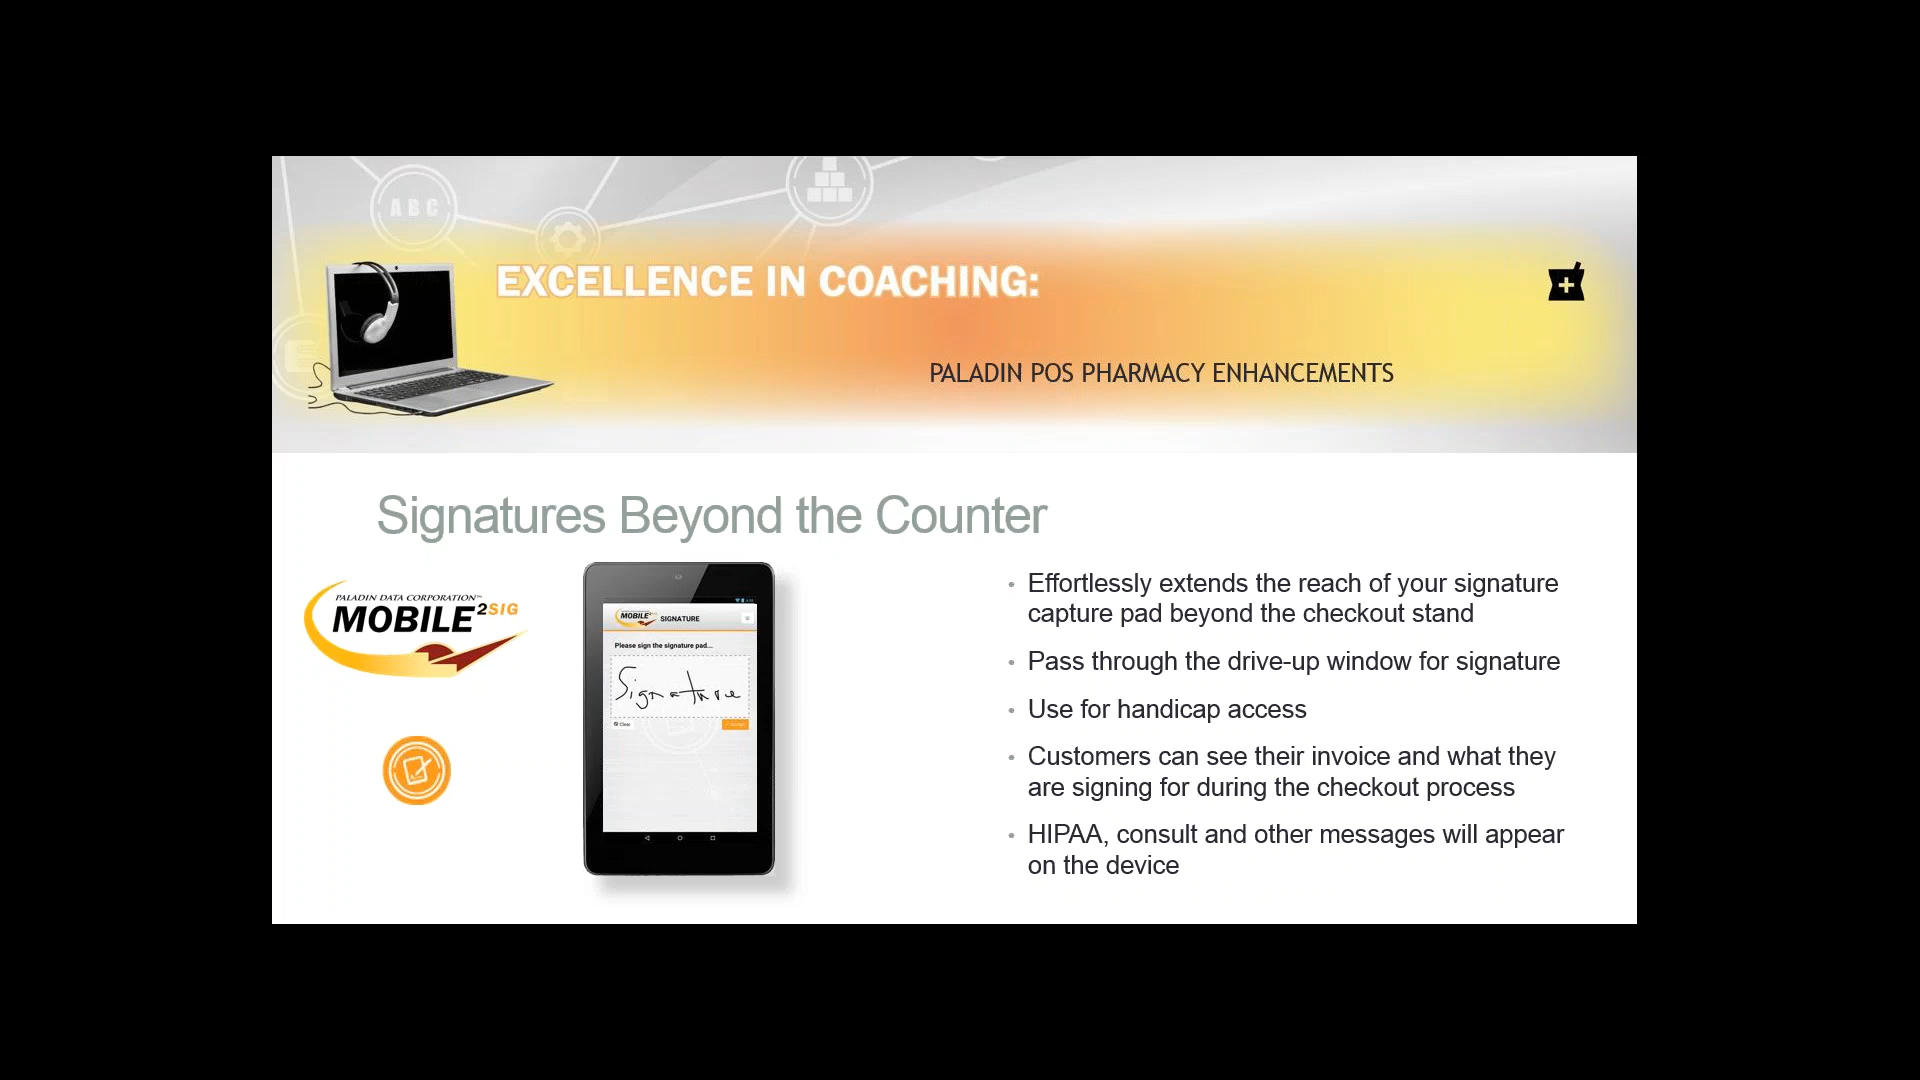 ABC
EXCELLENCE IN COACHING:
PALADIN POS PHARMACY ENHANCEMENTS
Signatures Beyond the Counter
PALADIN DATA CORPORATION™
MOBILE2SIG
MOBILE
SIGNATURE
Please sign the signature pad...
Signature
Clear
• Effortlessly extends the reach of your signature
capture pad beyond the checkout stand
• Pass through the drive-up window for signature
• Use for handicap access
• Customers can see their invoice and what they
are signing for during the checkout process
• HIPAA, consult and other messages will appear
on the device